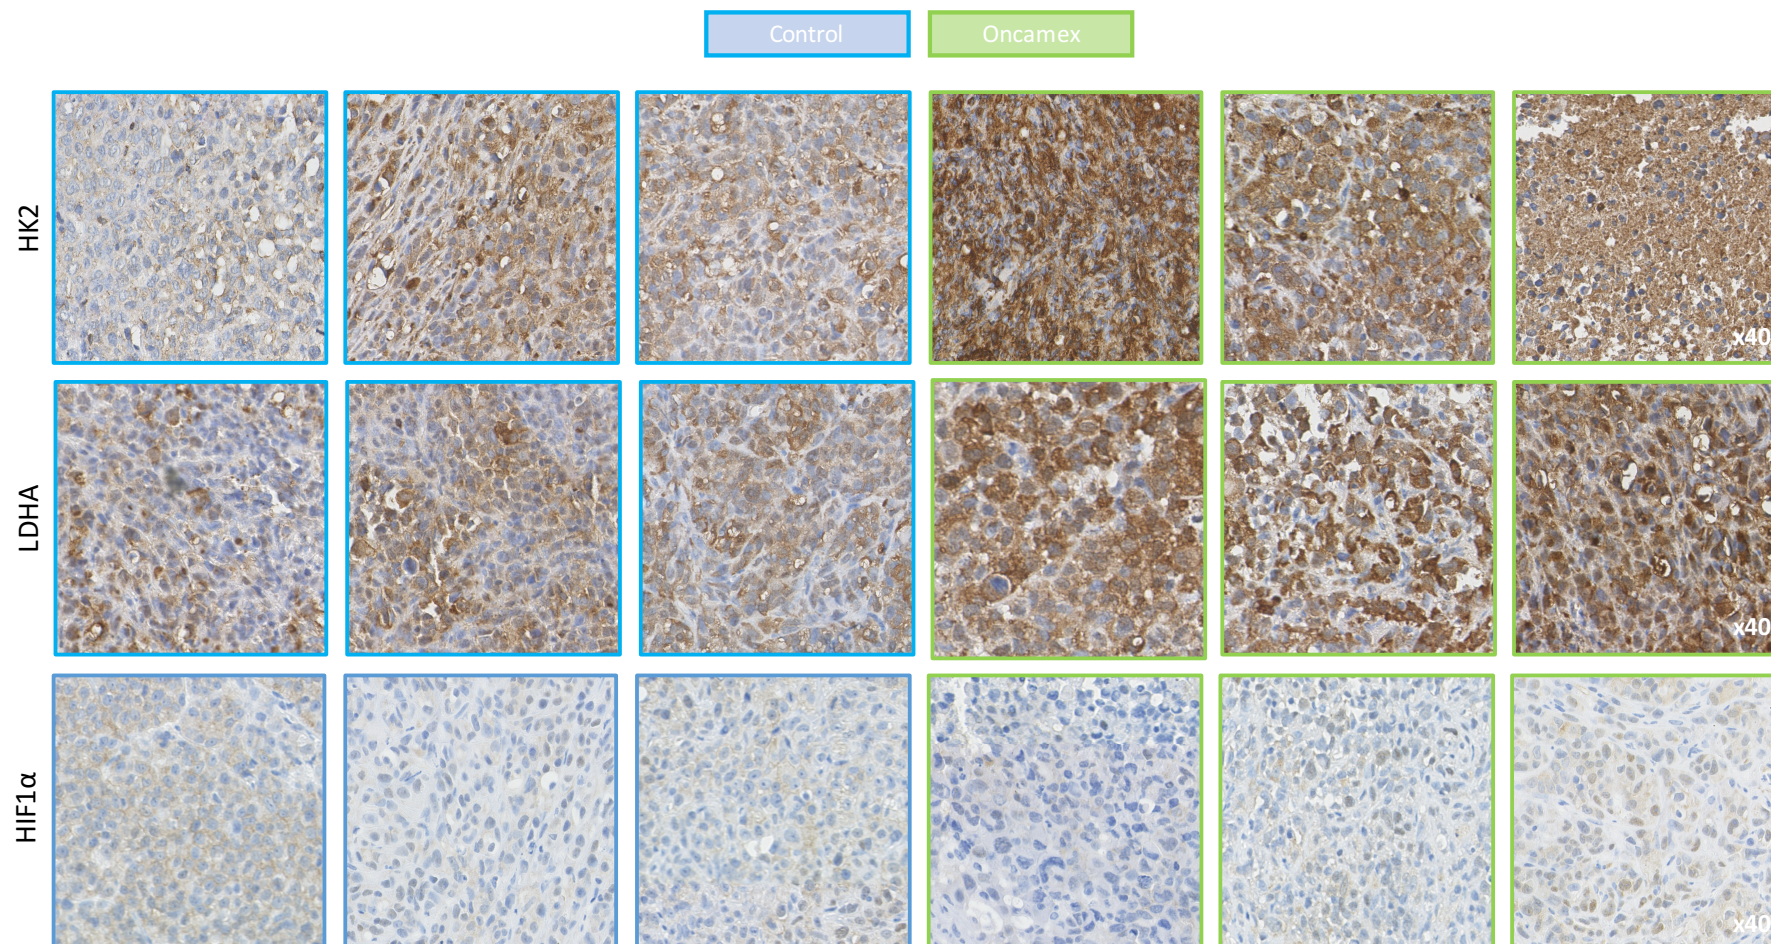 Control
Oncamex
HK2
x40
LDHA
x40
HIF1α
x40